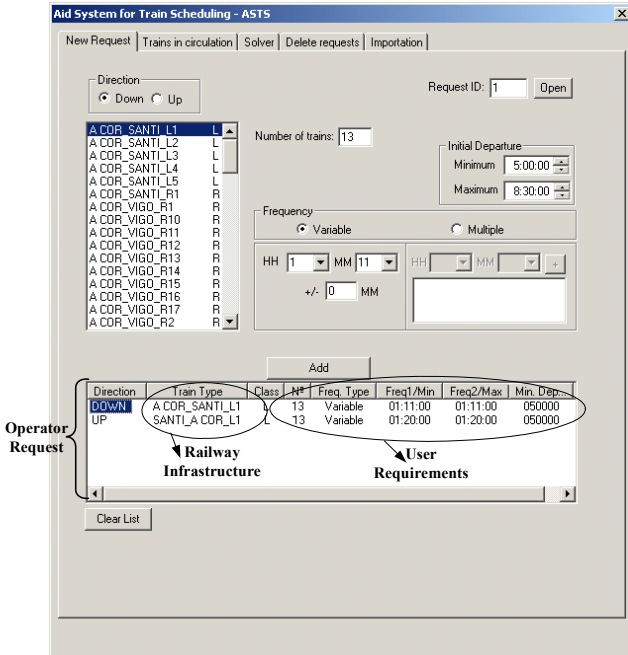 Aid System for Train Scheduling - ASTS
New Request
Trains in circulation
Solver
Delete requests
Importation
Direction
Down
Up
Request ID:
1
Open
A COR_SANTI_L1 L
A COR_SANTI_L2 L
A COR_SANTI_L3 L
A COR_SANTI_L4 L
A COR_SANTI_L5 L
A COR_SANTI_R1 R
A COR_VIGO_R1 R
A COR_VIGO_R10 R
A COR_VIGO_R11 R
A COR_VIGO_R12 R
A COR_VIGO_R13 R
A COR_VIGO_R14 R
A COR_VIGO_R15 R
A COR_VIGO_R16 R
A COR_VIGO_R17 R
A COR_VIGO_R2 R
Number of trains: 13
Initial Departure
Minimum 5:00:00
Maximum 8:30:00
Frequency
Variable
Multiple
HH 1 MM 11
+/- 0 MM
HH MM +
Add
Direction Train Type Class Nº Freq. Type Freq1/Min Freq2/Max Min. Dep...
DOWN A COR_SANTI_L1 L 13 Variable 01:11:00 01:11:00 050000
UP SANTI_A COR_L1 L 13 Variable 01:20:00 01:20:00 050000
Operator
Request
Railway
Infrastructure
User
Requirements
Clear List